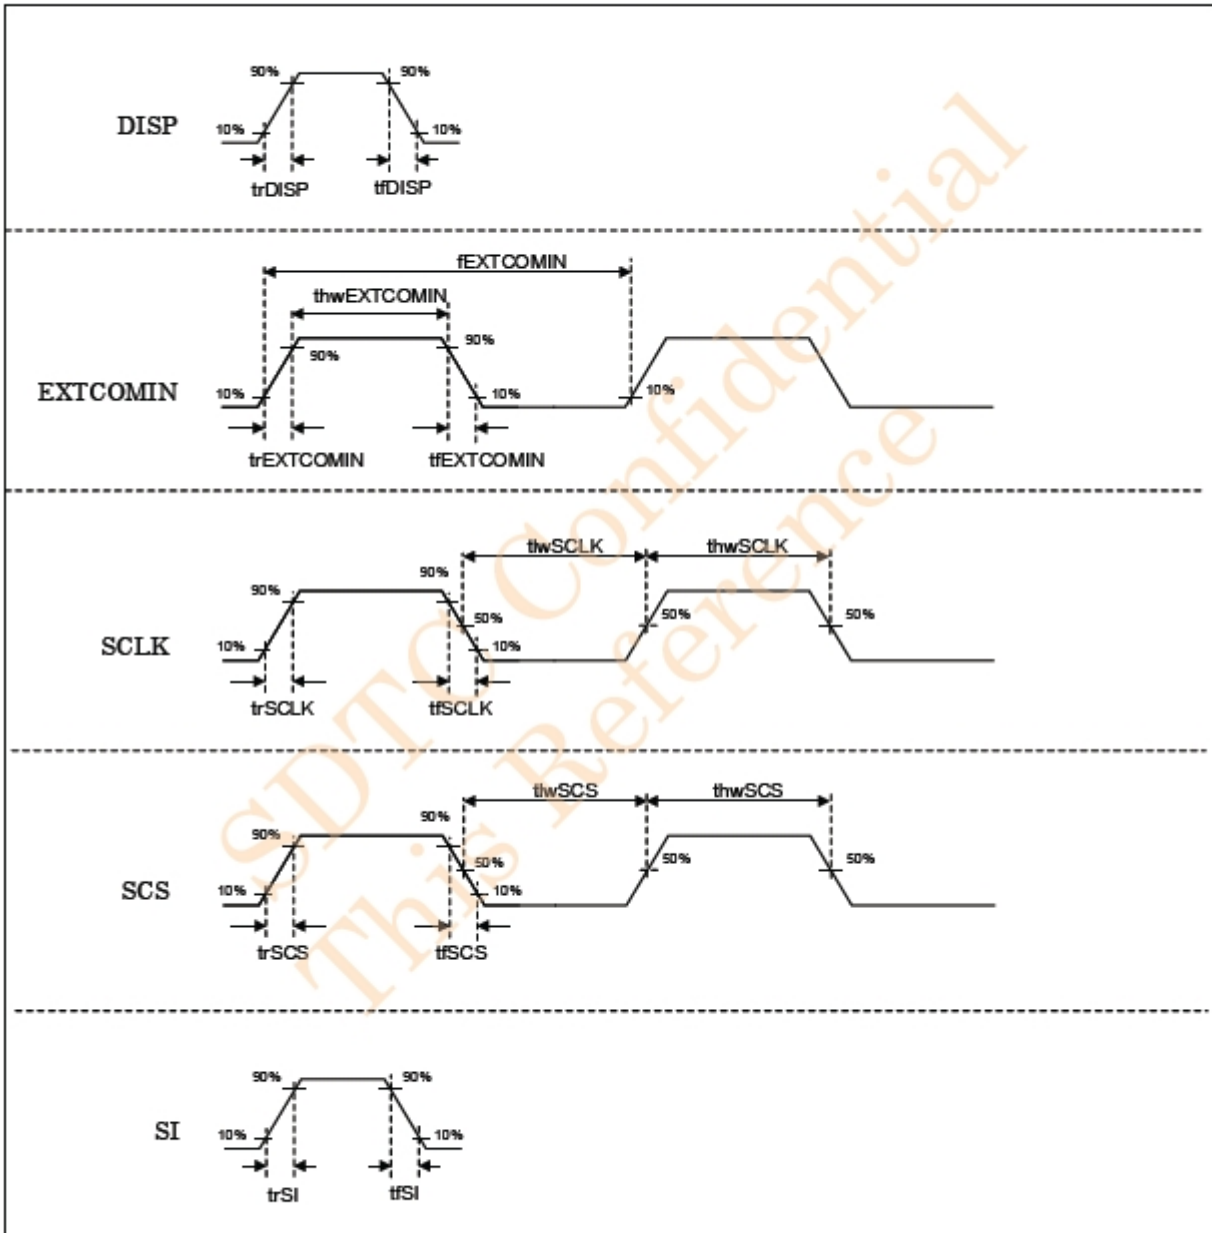 90% 90%
DISP 10% 10%
trDISP tfDISP
fEXTCOMIN
thwEXTCOMIN
90% 90%
EXTCOMIN 10% 10% 10%
trEXTCOMIN tfEXTCOMIN
tlwSCLK thwSCLK
90% 90%
50% 50% 50%
SCLK 10% 10%
trSCLK tfSCLK
tlwSCS thwSCS
90% 90%
50% 50% 50%
SCS 10% 10%
trSCS tfSCS
90% 90%
SI 10% 10%
trSI tfSI
SDTC Confidential
This Reference